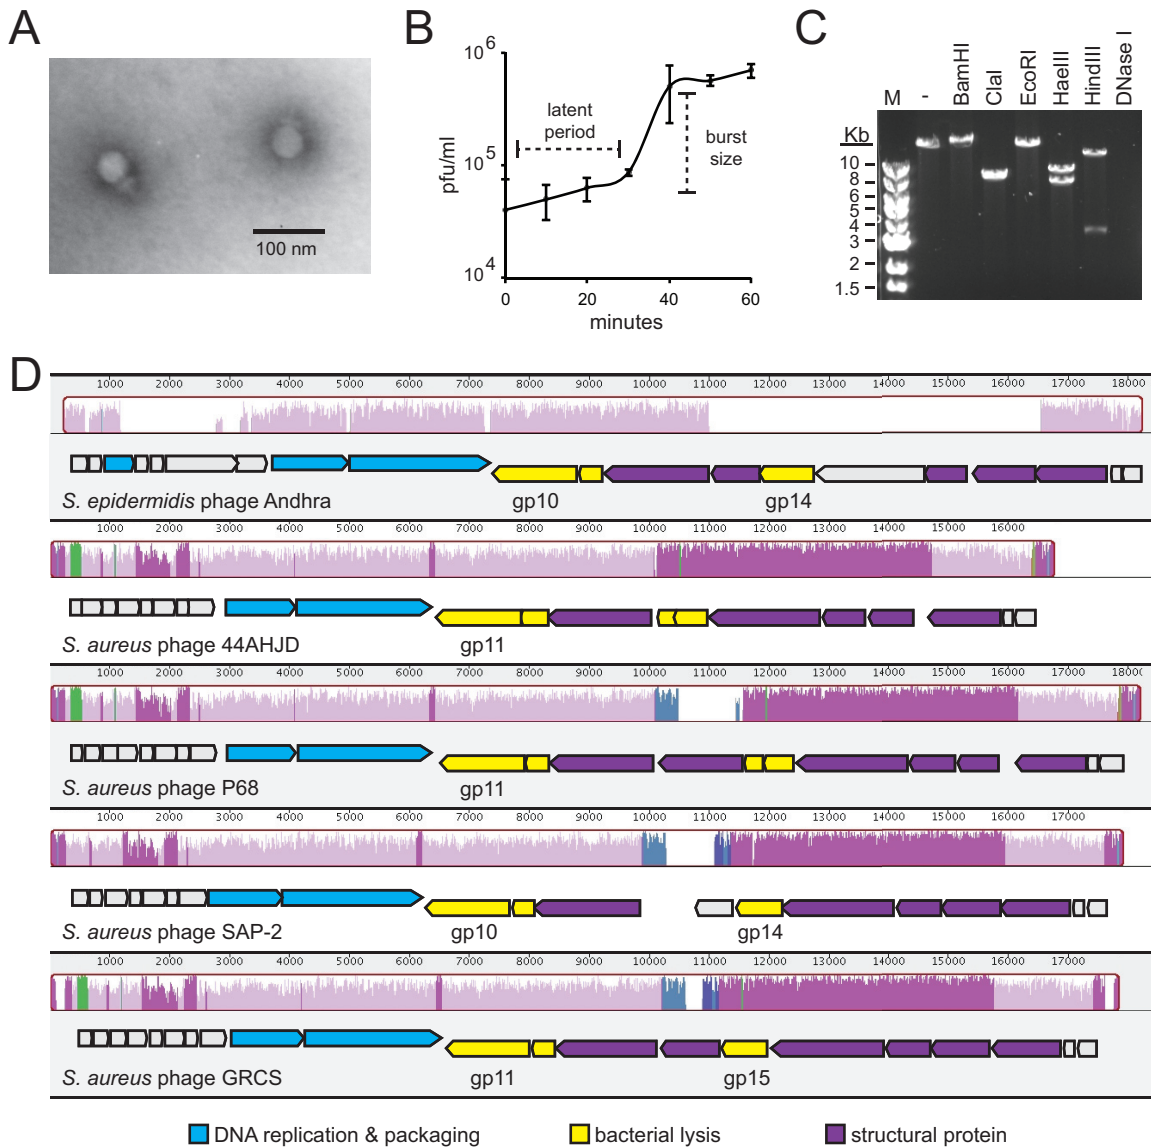 A
100 nm
B
10⁶
10⁵
10⁴
pfu/ml
latent
period
burst
size
0 20 40 60
minutes
C
M - BamHI ClaI EcoRI HaeIII HindIII DNase I
Kb
10
8
6
5
4
3
2
1.5
D
1000 2000 3000 4000 5000 6000 7000 8000 9000 10000 11000 12000 13000 14000 15000 16000 17000 18000
gp10 gp14
S. epidermidis phage Andhra
1000 2000 3000 4000 5000 6000 7000 8000 9000 10000 11000 12000 13000 14000 15000 16000
S. aureus phage 44AHJD gp11
1000 2000 3000 4000 5000 6000 7000 8000 9000 10000 11000 12000 13000 14000 15000 16000 17000 18000
S. aureus phage P68 gp11
1000 2000 3000 4000 5000 6000 7000 8000 9000 10000 11000 12000 13000 14000 15000 16000 17000
S. aureus phage SAP-2 gp10 gp14
1000 2000 3000 4000 5000 6000 7000 8000 9000 10000 11000 12000 13000 14000 15000 16000 17000
S. aureus phage GRCS gp11 gp15
DNA replication & packaging bacterial lysis structural protein